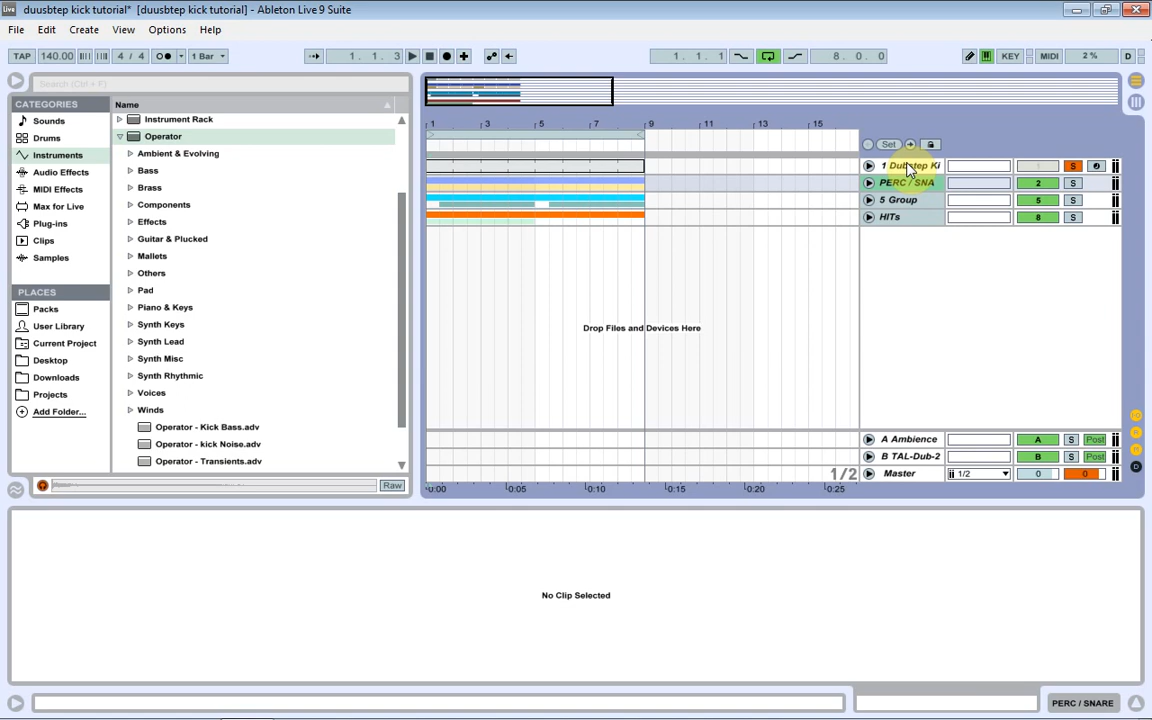 duusbtep kick tutorial* [duusbtep kick tutorial] - Ableton Live 9 Suite
File Edit Create View Options Help
TAP 140.00 4 / 4 1 Bar 1. 1. 3 1. 1. 1 8. 0. 0 KEY MIDI 2 % D
Search (Ctrl + F)
CATEGORIES
Sounds
Drums
Instruments
Audio Effects
MIDI Effects
Max for Live
Plug-ins
Clips
Samples
PLACES
Packs
User Library
Current Project
Desktop
Downloads
Projects
Add Folder...
Name
Instrument Rack
Operator
Ambient & Evolving
Bass
Brass
Components
Effects
Guitar & Plucked
Mallets
Others
Pad
Piano & Keys
Synth Keys
Synth Lead
Synth Misc
Synth Rhythmic
Voices
Winds
Operator - Kick Bass.adv
Operator - kick Noise.adv
Operator - Transients.adv
Raw
1 3 5 7 9 11 13 15
Set
1 Dubstep Ki 1 S
PERC / SNA 2 S
5 Group 5 S
HITs 8 S
Drop Files and Devices Here
A Ambience A S Post
B TAL-Dub-2 B S Post
1/2 Master 1/2 0 0
0:00 0:05 0:10 0:15 0:20 0:25
No Clip Selected
PERC / SNARE